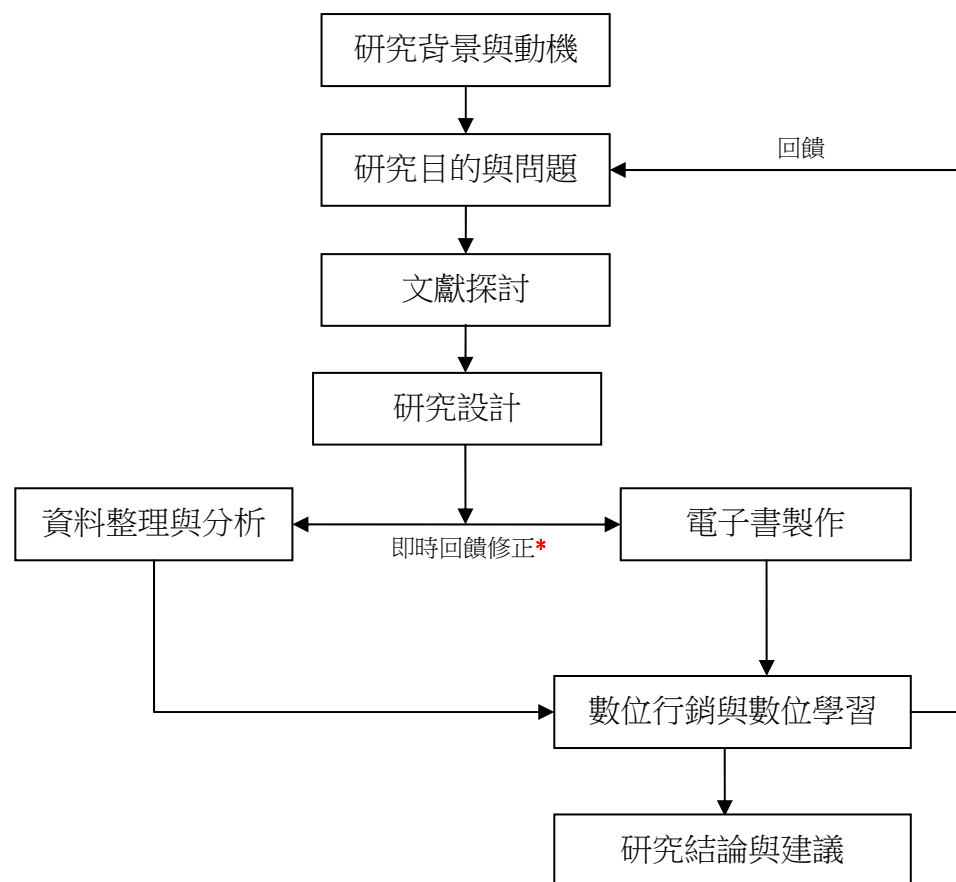 研究背景與動機
回饋
研究目的與問題
文獻探討
研究設計
資料整理與分析
電子書製作
即時回饋修正*
數位行銷與數位學習
研究結論與建議